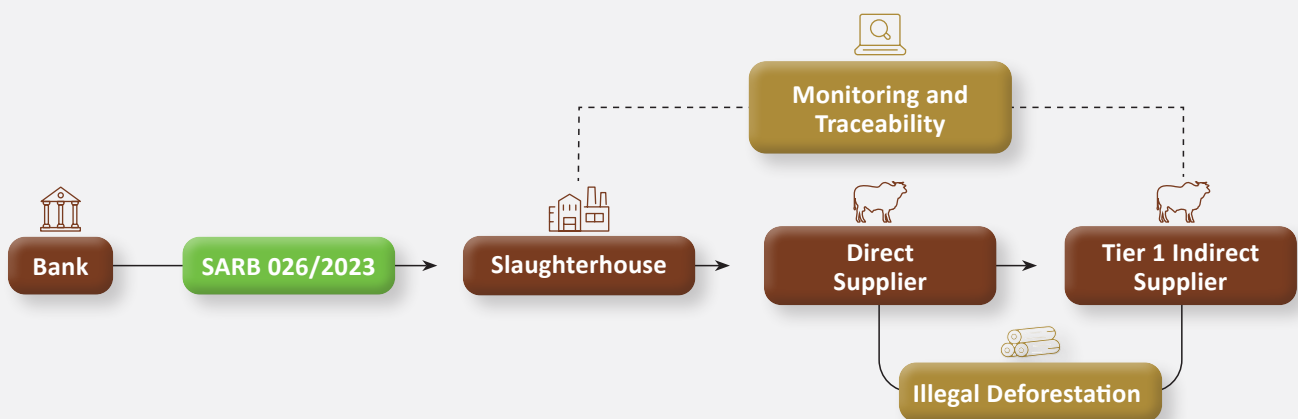 Monitoring and
Traceability
Bank
SARB 026/2023
Slaughterhouse
Direct
Supplier
Tier 1 Indirect
Supplier
Illegal Deforestation